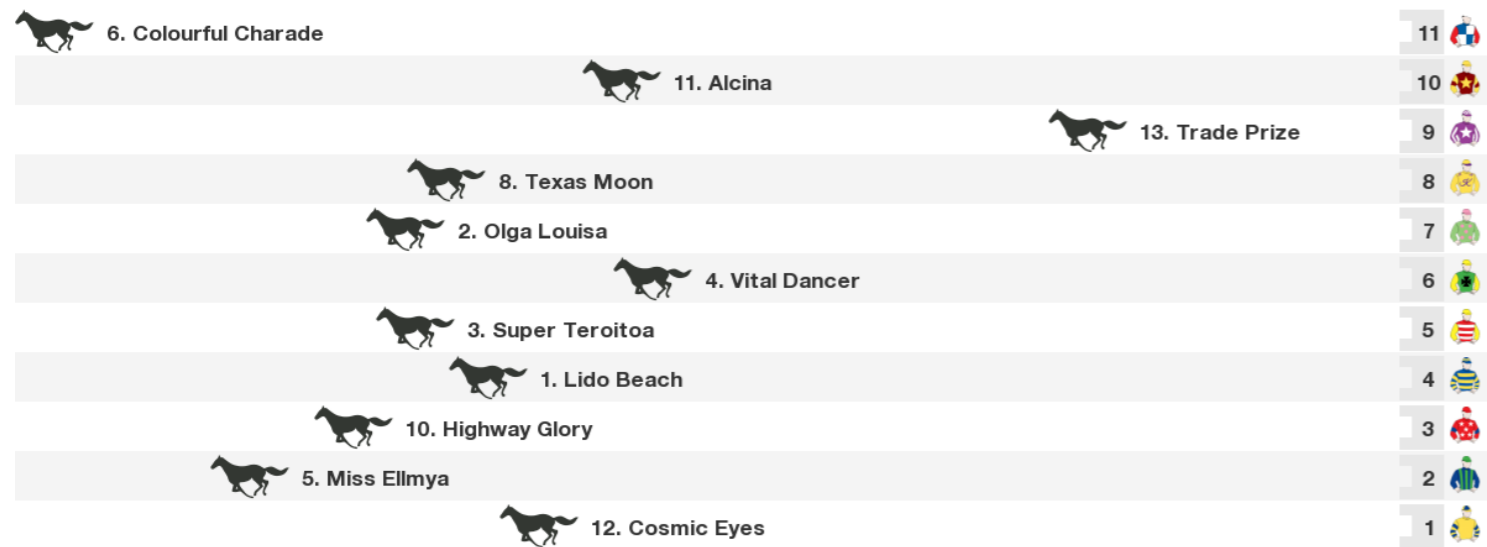 6. Colourful Charade 11
11. Alcina 10
13. Trade Prize 9
8. Texas Moon 8
2. Olga Louisa 7
4. Vital Dancer 6
3. Super Teroitoa 5
1. Lido Beach 4
10. Highway Glory 3
5. Miss Ellmya 2
12. Cosmic Eyes 1